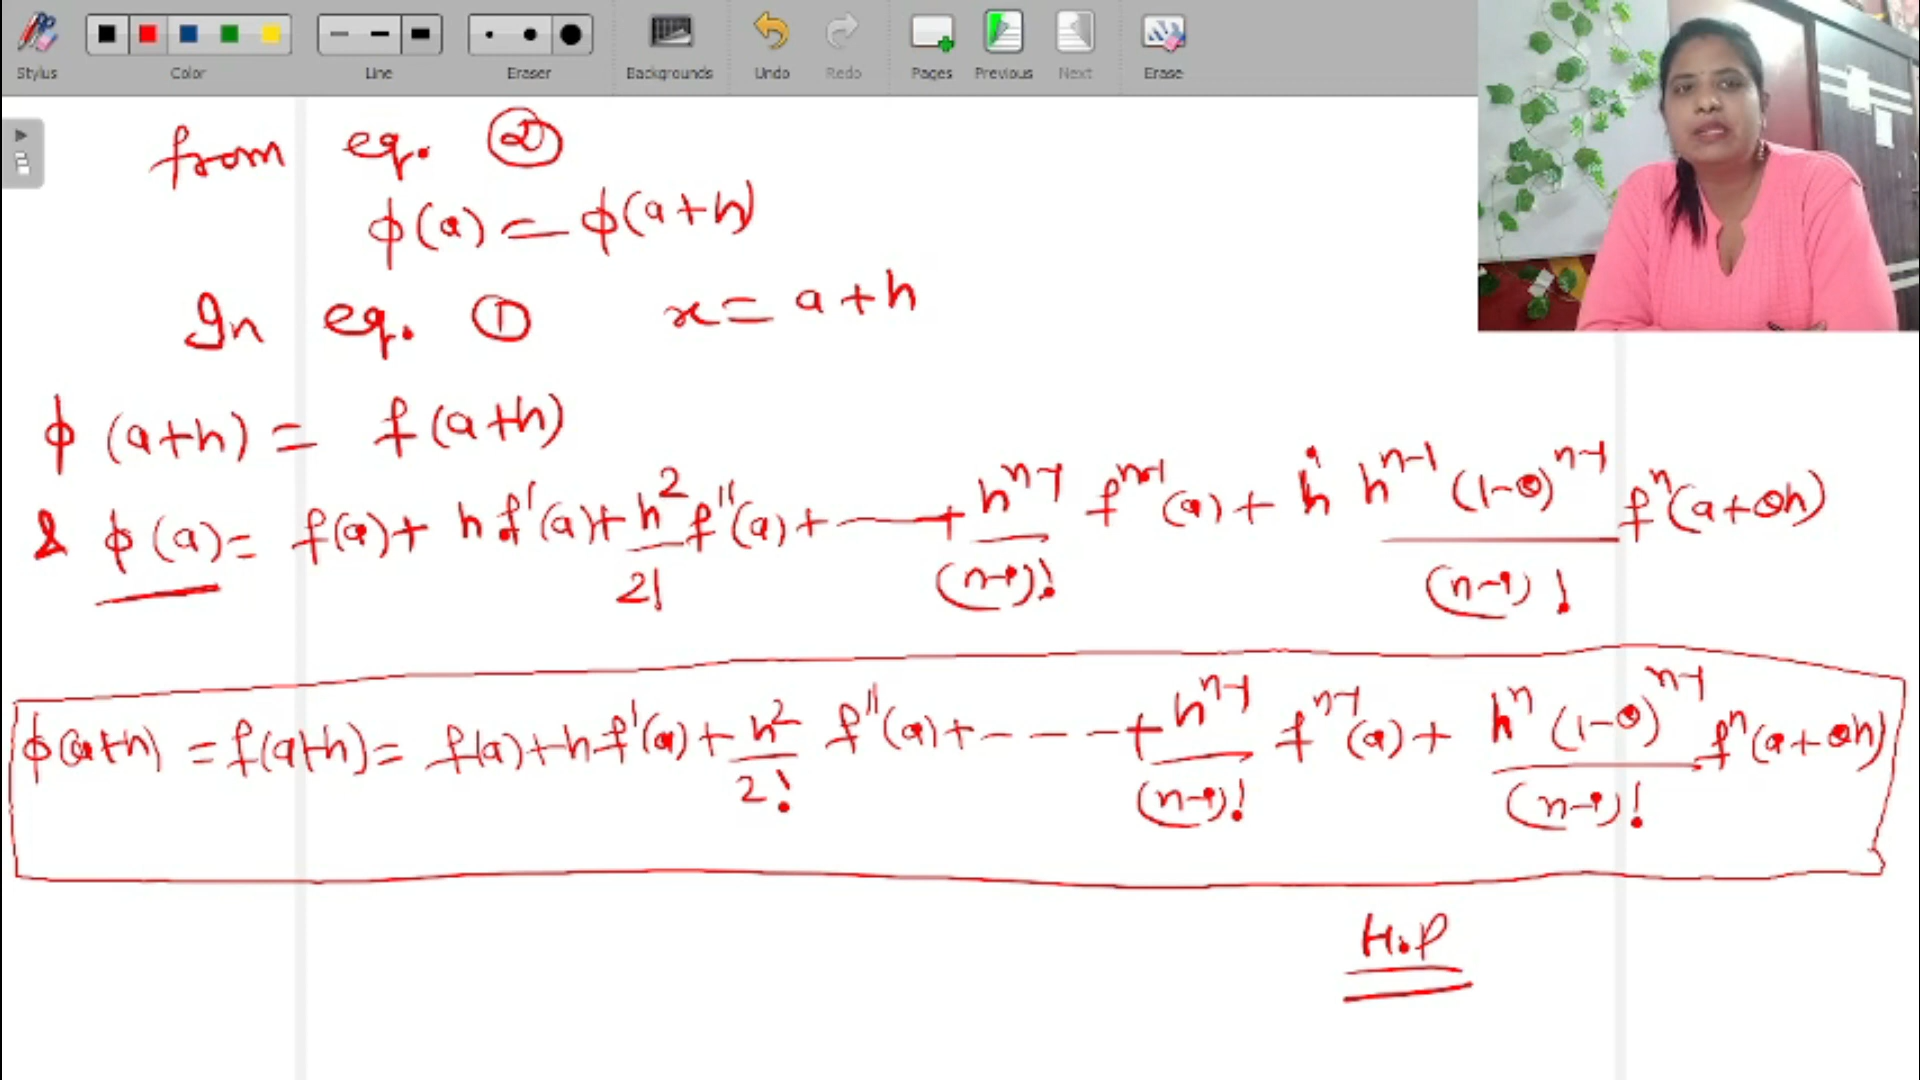 Stylus Color Line Eraser Backgrounds Undo Redo Pages Previous Next Erase
from eq. ②
ϕ(a) = ϕ(a+h)
In eq. ① x = a+h
ϕ (a+h) = f(a+h)
& ϕ(a) = f(a) + h f'(a) + h²/2! f''(a) + —— + hⁿ⁻¹/(n-1)! fⁿ⁻¹(a) + h hⁿ⁻¹(1-θ)ⁿ⁻¹/(n-1)! fⁿ(a+θh)
ϕ(a+h) = f(a+h) = f(a) + h f'(a) + h²/2! f''(a) + - - - - + hⁿ⁻¹/(n-1)! fⁿ⁻¹(a) + hⁿ(1-θ)ⁿ⁻¹/(n-1)! fⁿ(a+θh)
H.P